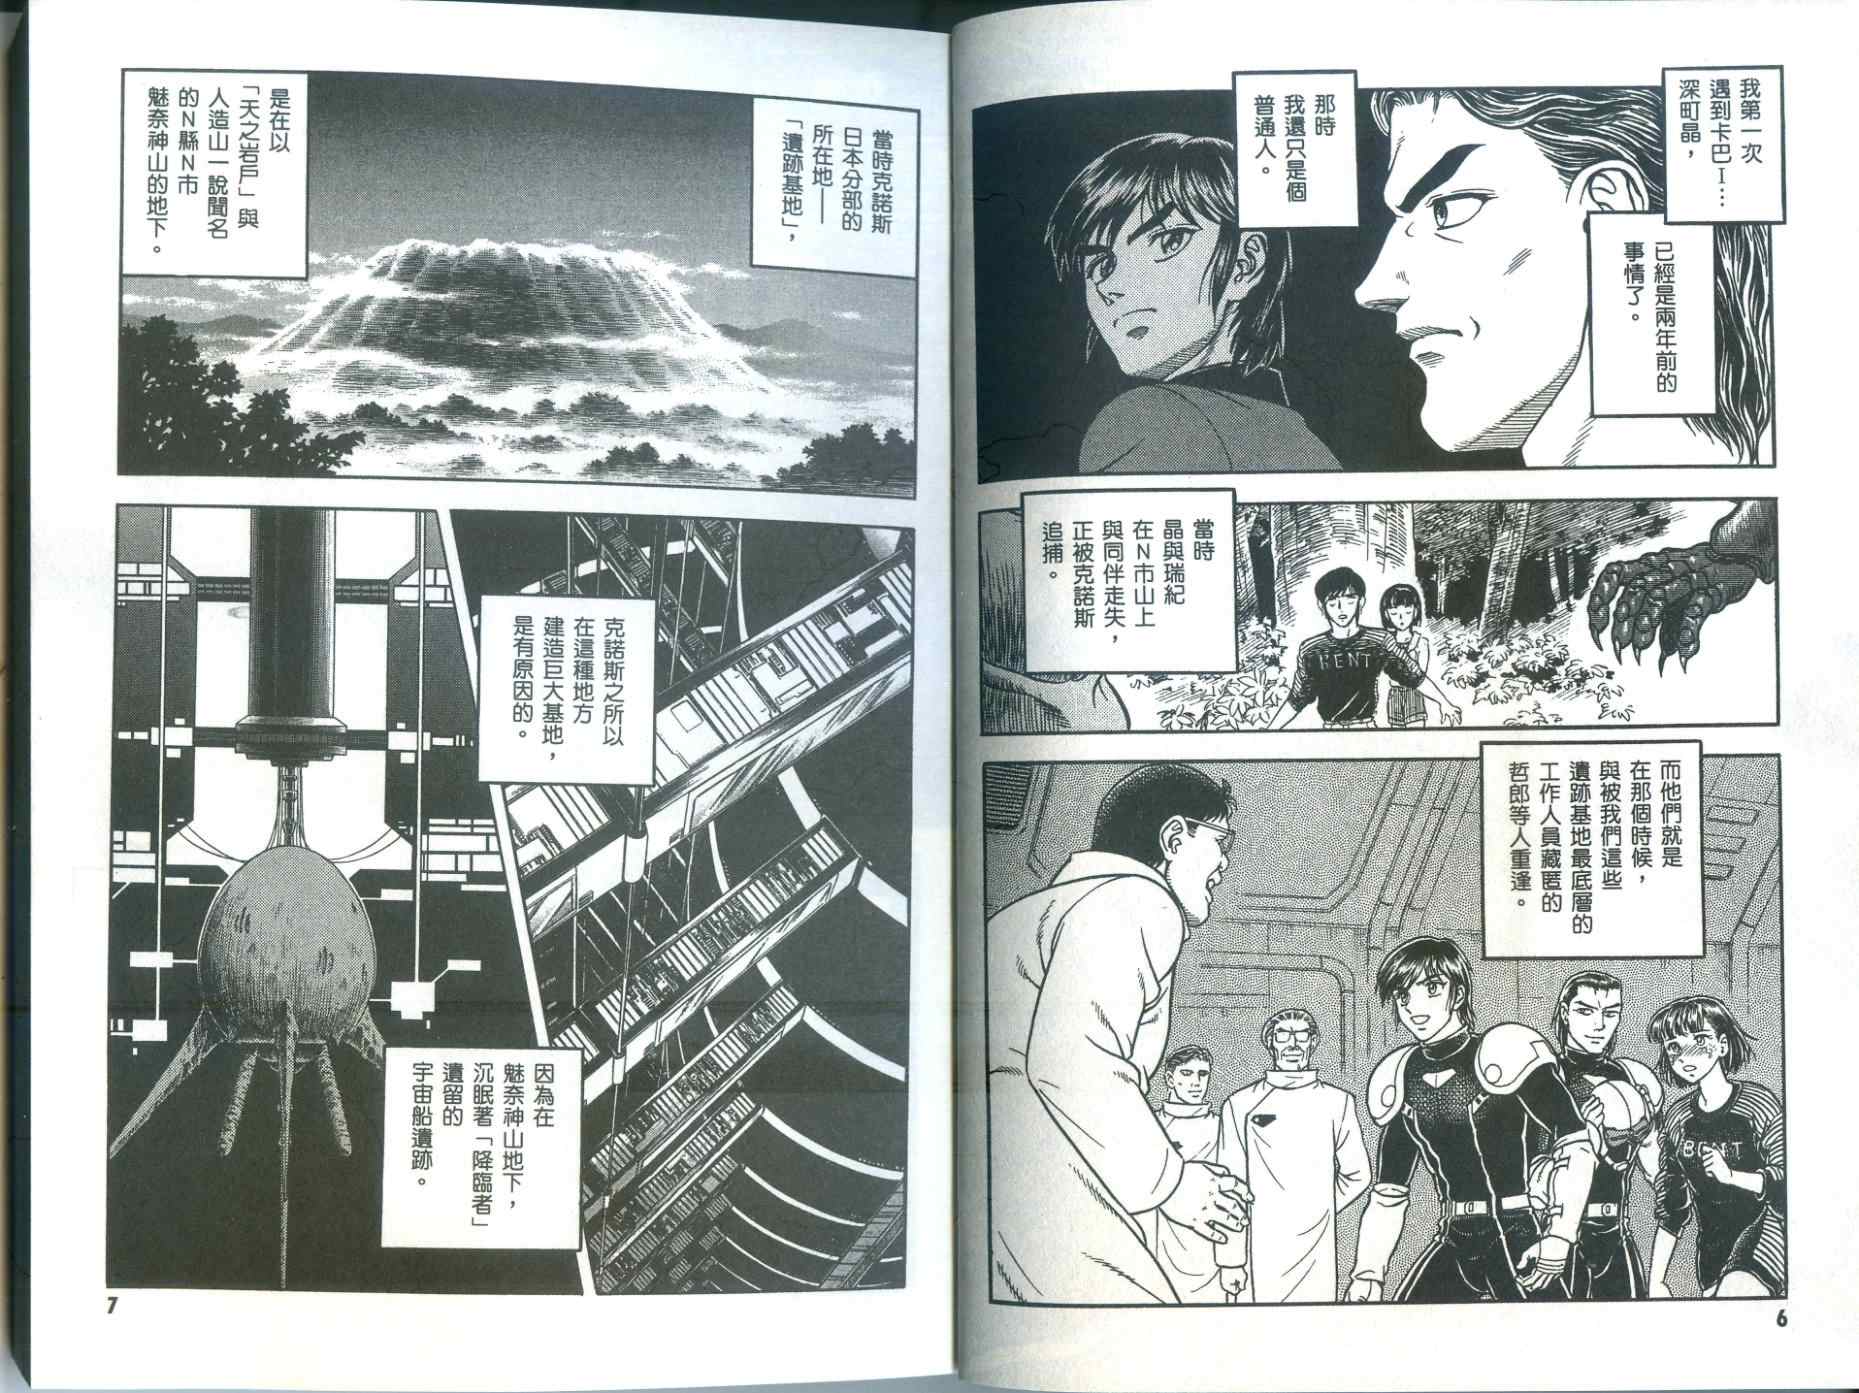 我第一次
遇到卡巴I…
深町晶，
已經是兩年前的
事情了。
那時
我還只是個
普通人。
當時
晶與瑞紀
在N市山上
與同伴走失，
正被克諾斯
追捕。
BENT
而他們就是
在那個時候，
與被我們這些
遺跡基地最底層的
工作人員藏匿的
哲郎等人重逢。
BENT
6
當時克諾斯
日本分部的
所在地——
「遺跡基地」，
是在以
「天之岩戶」與
人造山一說聞名
的N縣N市
魅奈神山的地下。
克諾斯之所以
在這種地方
建造巨大基地，
是有原因的。
因為在
魅奈神山地下，
沉眠著「降臨者」
遺留的
宇宙船遺跡。
7